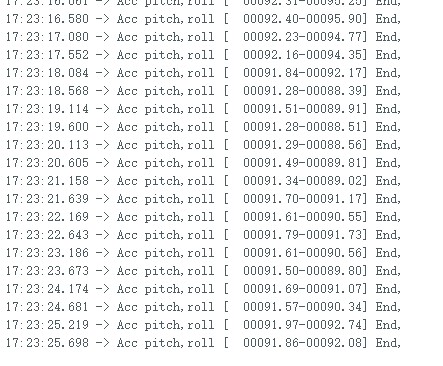 17:23:16.061 -> Acc pitch,roll [  00092.31-00095.25] End,
17:23:16.580 -> Acc pitch,roll [  00092.40-00095.90] End,
17:23:17.080 -> Acc pitch,roll [  00092.23-00094.77] End,
17:23:17.552 -> Acc pitch,roll [  00092.16-00094.35] End,
17:23:18.084 -> Acc pitch,roll [  00091.84-00092.17] End,
17:23:18.568 -> Acc pitch,roll [  00091.28-00088.39] End,
17:23:19.114 -> Acc pitch,roll [  00091.51-00089.91] End,
17:23:19.600 -> Acc pitch,roll [  00091.28-00088.51] End,
17:23:20.113 -> Acc pitch,roll [  00091.29-00088.56] End,
17:23:20.605 -> Acc pitch,roll [  00091.49-00089.81] End,
17:23:21.158 -> Acc pitch,roll [  00091.34-00089.02] End,
17:23:21.639 -> Acc pitch,roll [  00091.70-00091.17] End,
17:23:22.169 -> Acc pitch,roll [  00091.61-00090.55] End,
17:23:22.643 -> Acc pitch,roll [  00091.79-00091.73] End,
17:23:23.186 -> Acc pitch,roll [  00091.61-00090.56] End,
17:23:23.673 -> Acc pitch,roll [  00091.50-00089.80] End,
17:23:24.174 -> Acc pitch,roll [  00091.69-00091.07] End,
17:23:24.681 -> Acc pitch,roll [  00091.57-00090.34] End,
17:23:25.219 -> Acc pitch,roll [  00091.97-00092.74] End,
17:23:25.698 -> Acc pitch,roll [  00091.86-00092.08] End,